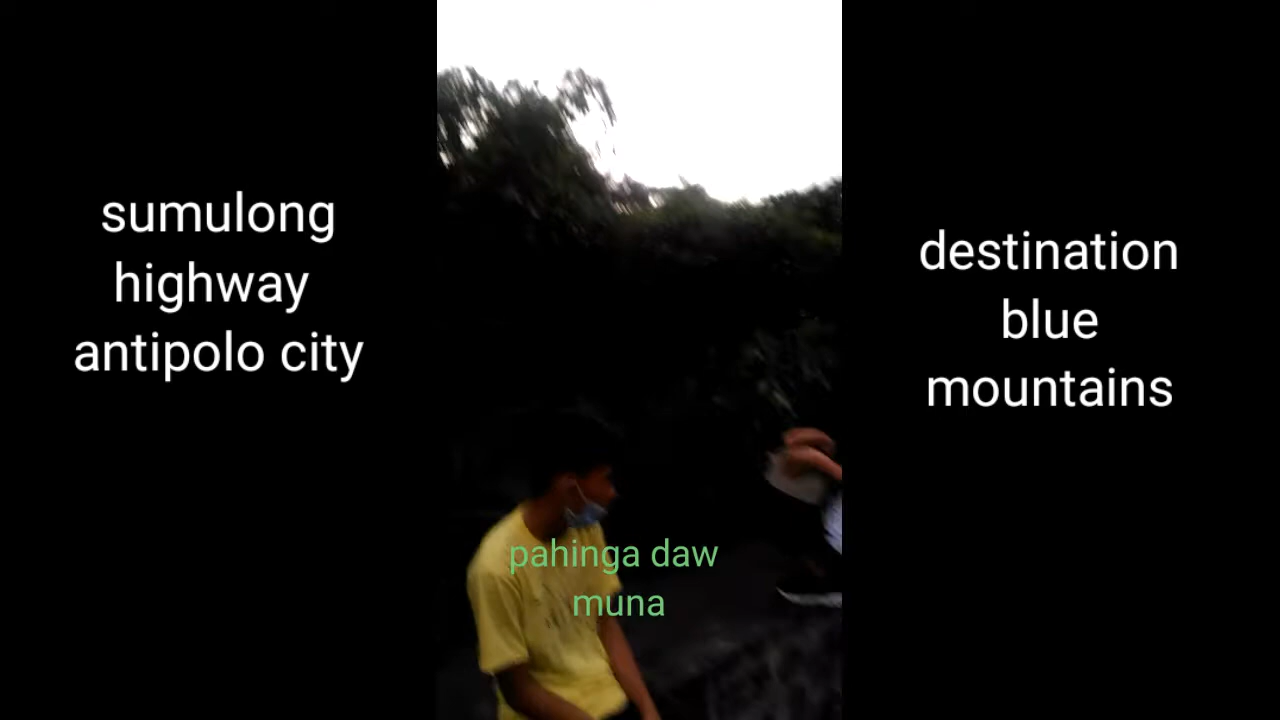 sumulong
highway
antipolo city
destination
blue
mountains
pahinga daw
muna